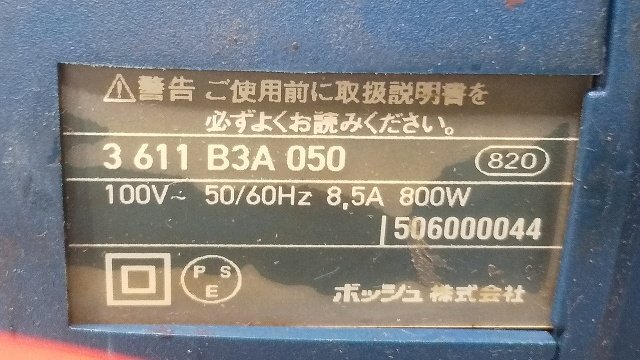 ⚠警告 ご使用前に取扱説明書を
必ずよくお読みください。
3 611 B3A 050 820
100V~ 50/60Hz 8,5A 800W
506000044
PSE ボッシュ株式会社